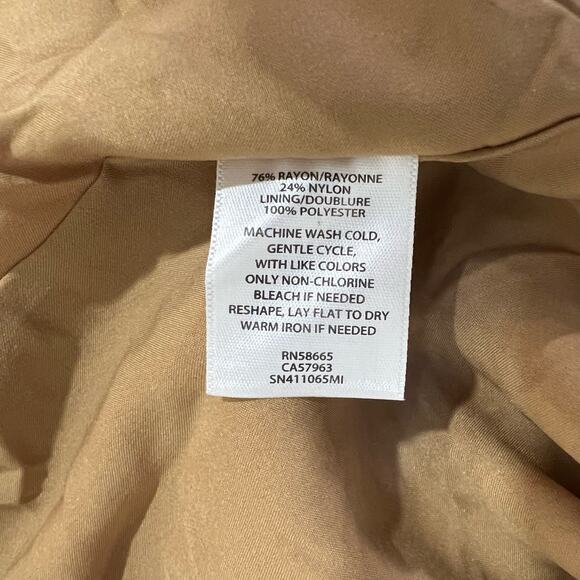 76% RAYON/RAYONNE
24% NYLON
LINING/DOUBLURE
100% POLYESTER
MACHINE WASH COLD,
GENTLE CYCLE,
WITH LIKE COLORS
ONLY NON-CHLORINE
BLEACH IF NEEDED
RESHAPE, LAY FLAT TO DRY
WARM IRON IF NEEDED
RN58665
CA57963
SN411065MI